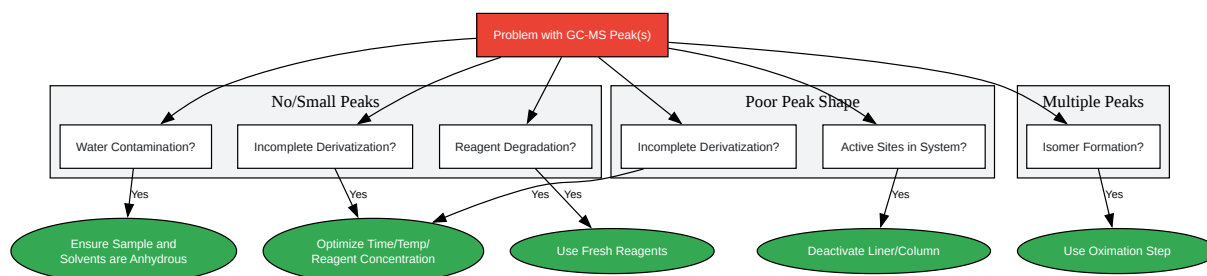 Problem with GC-MS Peak(s)
No/Small Peaks
Poor Peak Shape
Multiple Peaks
Water Contamination?
Incomplete Derivatization?
Reagent Degradation?
Incomplete Derivatization?
Active Sites in System?
Isomer Formation?
Yes
Yes
Yes
Yes
Yes
Yes
Ensure Sample and
Solvents are Anhydrous
Optimize Time/Temp/
Reagent Concentration
Use Fresh Reagents
Deactivate Liner/Column
Use Oximation Step